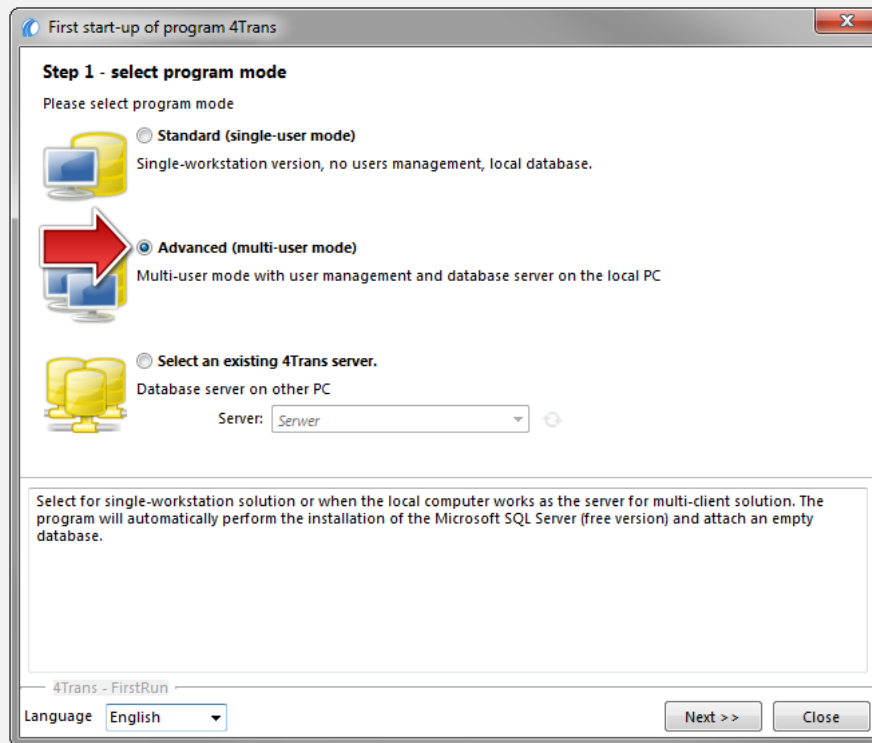 First start-up of program 4Trans
Step 1 - select program mode
Please select program mode
Standard (single-user mode)
Single-workstation version, no users management, local database.
Advanced (multi-user mode)
Multi-user mode with user management and database server on the local PC
Select an existing 4Trans server.
Database server on other PC
Server: Serwer
Select for single-workstation solution or when the local computer works as the server for multi-client solution. The
program will automatically perform the installation of the Microsoft SQL Server (free version) and attach an empty
database.
4Trans - FirstRun
Language English Next >> Close